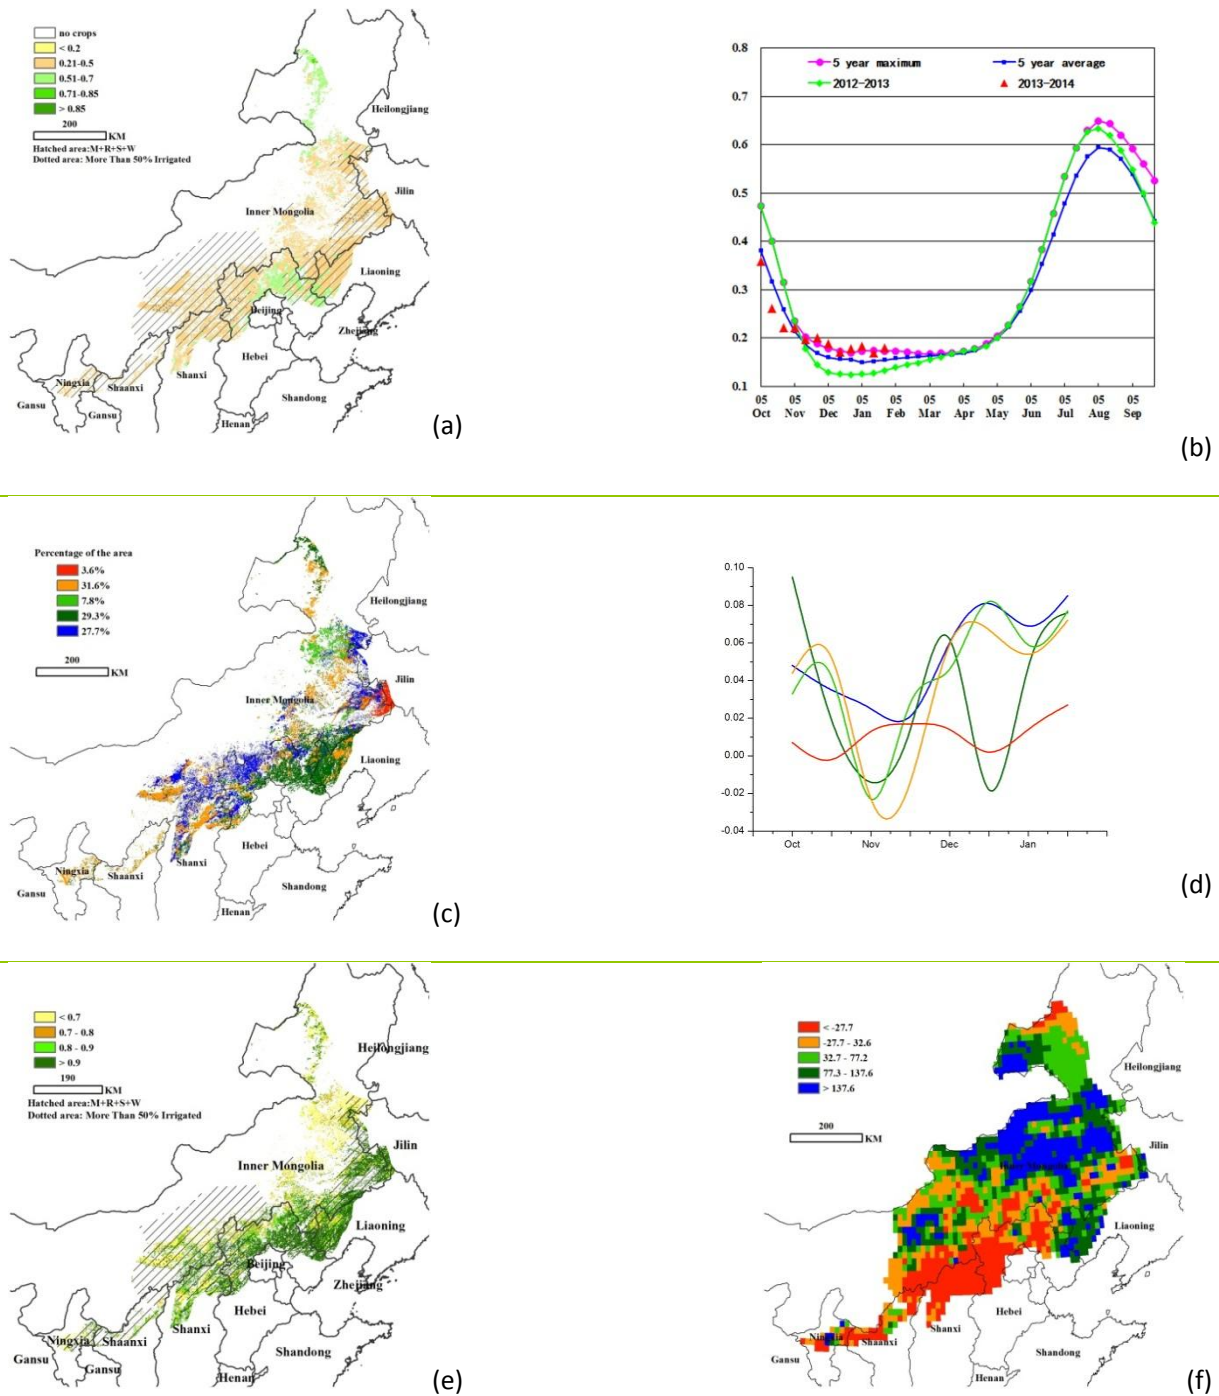 no crops
< 0.2
0.21-0.5
0.51-0.7
0.71-0.85
> 0.85
200
KM
Hatched area:M+R+S+W
Dotted area: More Than 50% Irrigated
Heilongjiang
Jilin
Inner Mongolia
Liaoning
Beijing
Zhejiang
Hebei
Ningxia
Shaanxi
Shanxi
Gansu
Gansu
Shandong
Henan
(a)
0.8
0.7
0.6
0.5
0.4
0.3
0.2
0.1
5 year maximum
5 year average
2012-2013
2013-2014
05 05 05 05 05 05 05 05 05 05 05 05
Oct Nov Dec Jan Feb Mar Apr May Jun Jul Aug Sep
(b)
Percentage of the area
3.6%
31.6%
7.8%
29.3%
27.7%
200
KM
Heilongjiang
Jilin
Inner Mongolia
Liaoning
Hebei
Ningxia
Shaanxi
Shanxi
Gansu
Shandong
Henan
(c)
0.10
0.08
0.06
0.04
0.02
0.00
-0.02
-0.04
Oct Nov Dec Jan
(d)
< 0.7
0.7 - 0.8
0.8 - 0.9
> 0.9
190
KM
Hatched area:M+R+S+W
Dotted area: More Than 50% Irrigated
Heilongjiang
Jilin
Inner Mongolia
Liaoning
Beijing
Zhejiang
Hebei
Ningxia
Shaanxi
Shanxi
Gansu
Gansu
Shandong
Henan
(e)
< -27.7
-27.7 - 32.6
32.7 - 77.2
77.3 - 137.6
> 137.6
200
KM
Heilongjiang
Jilin
Inner Mongolia
Liaoning
Hebei
Ningxia
Shaanxi
Shanxi
Gansu
Shandong
Henan
(f)